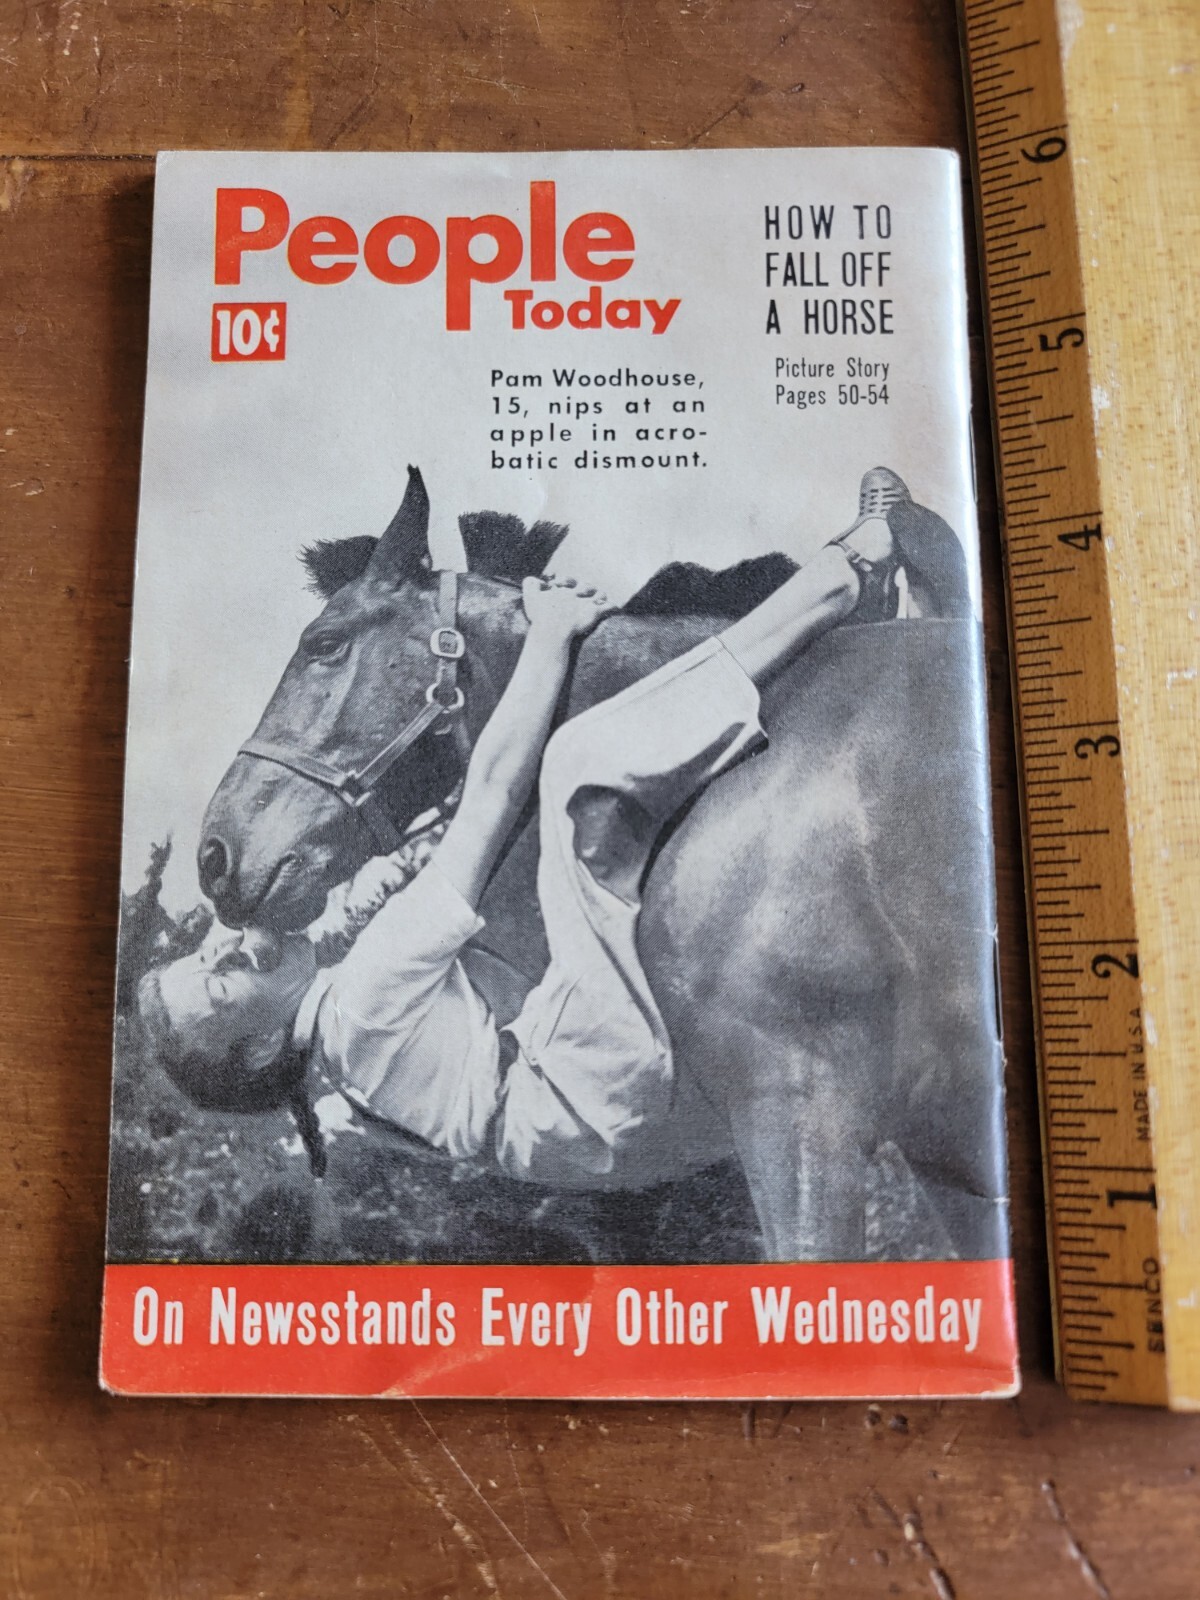 People
Today
10¢
HOW TO
FALL OFF
A HORSE
Picture Story
Pages 50-54
Pam Woodhouse,
15, nips at an
apple in acro-
batic dismount.
On Newsstands Every Other Wednesday
6
5
4
3
2
1
MADE IN U.S.A.
SENCO